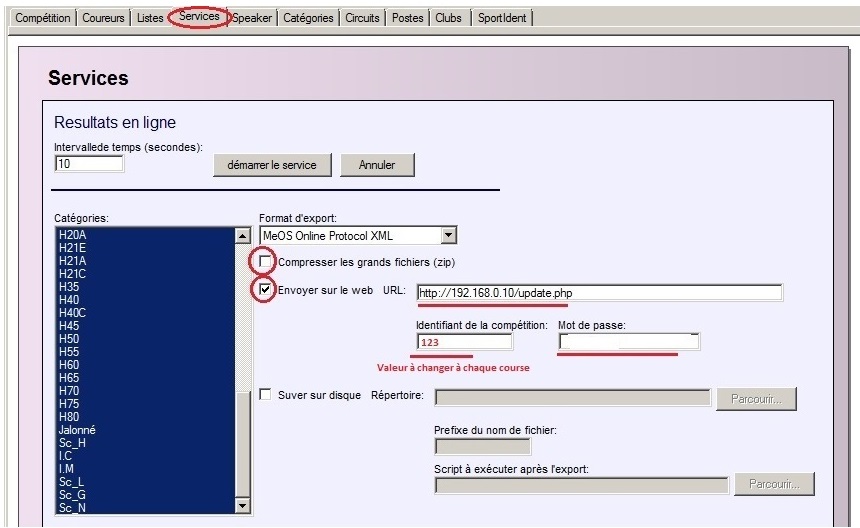 Compétition Coureurs Listes Services Speaker Catégories Circuits Postes Clubs SportIdent
Services
Resultats en ligne
Intervallede temps (secondes):
10 démarrer le service Annuler
Catégories: Format d'export:
H20A MeOS Online Protocol XML
H21E
H21A Compresser les grands fichiers (zip)
H21C
H35 Envoyer sur le web URL: http://192.168.0.10/update.php
H40
H40C
H45 Identifiant de la compétition: Mot de passe:
H50 123
H55
H60 Valeur à changer à chaque course
H65
H70 Suver sur disque Répertoire: Parcourir...
H75
H80
Jalonné Prefixe du nom de fichier:
Sc_H
I.C
I.M Script à exécuter après l'export:
Sc_L Parcourir...
Sc_G
Sc_N